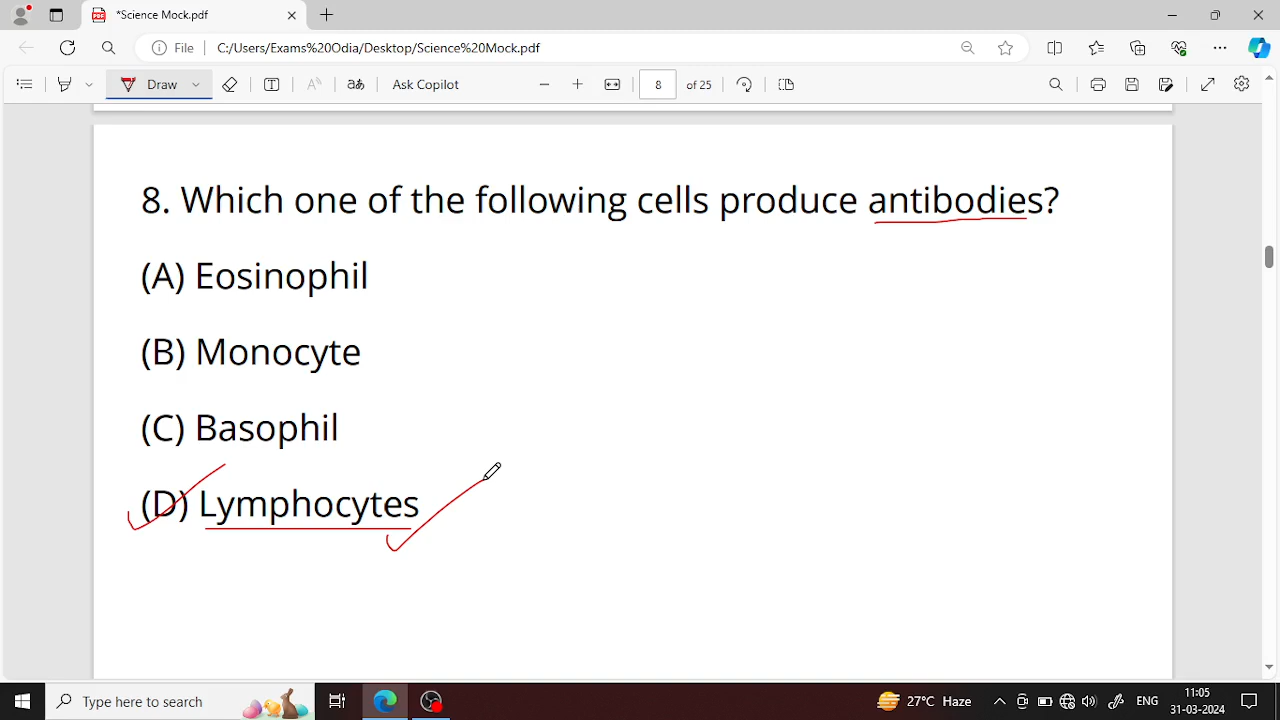 *Science Mock.pdf
File
C:/Users/Exams%20Odia/Desktop/Science%20Mock.pdf
Draw
aあ
Ask Copilot
8 of 25
8. Which one of the following cells produce antibodies?
(A) Eosinophil
(B) Monocyte
(C) Basophil
(D) Lymphocytes
Type here to search
27°C Haze
ENG
11:05
31-03-2024